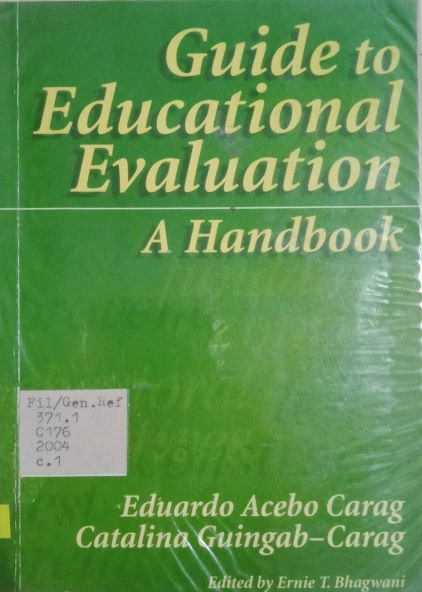 Guide to
Educational
Evaluation
A Handbook
Fil/Gen.Ref
371.1
C176
2004
c.1
Eduardo Acebo Carag
Catalina Guingab-Carag
Edited by Ernie T. Bhagwani